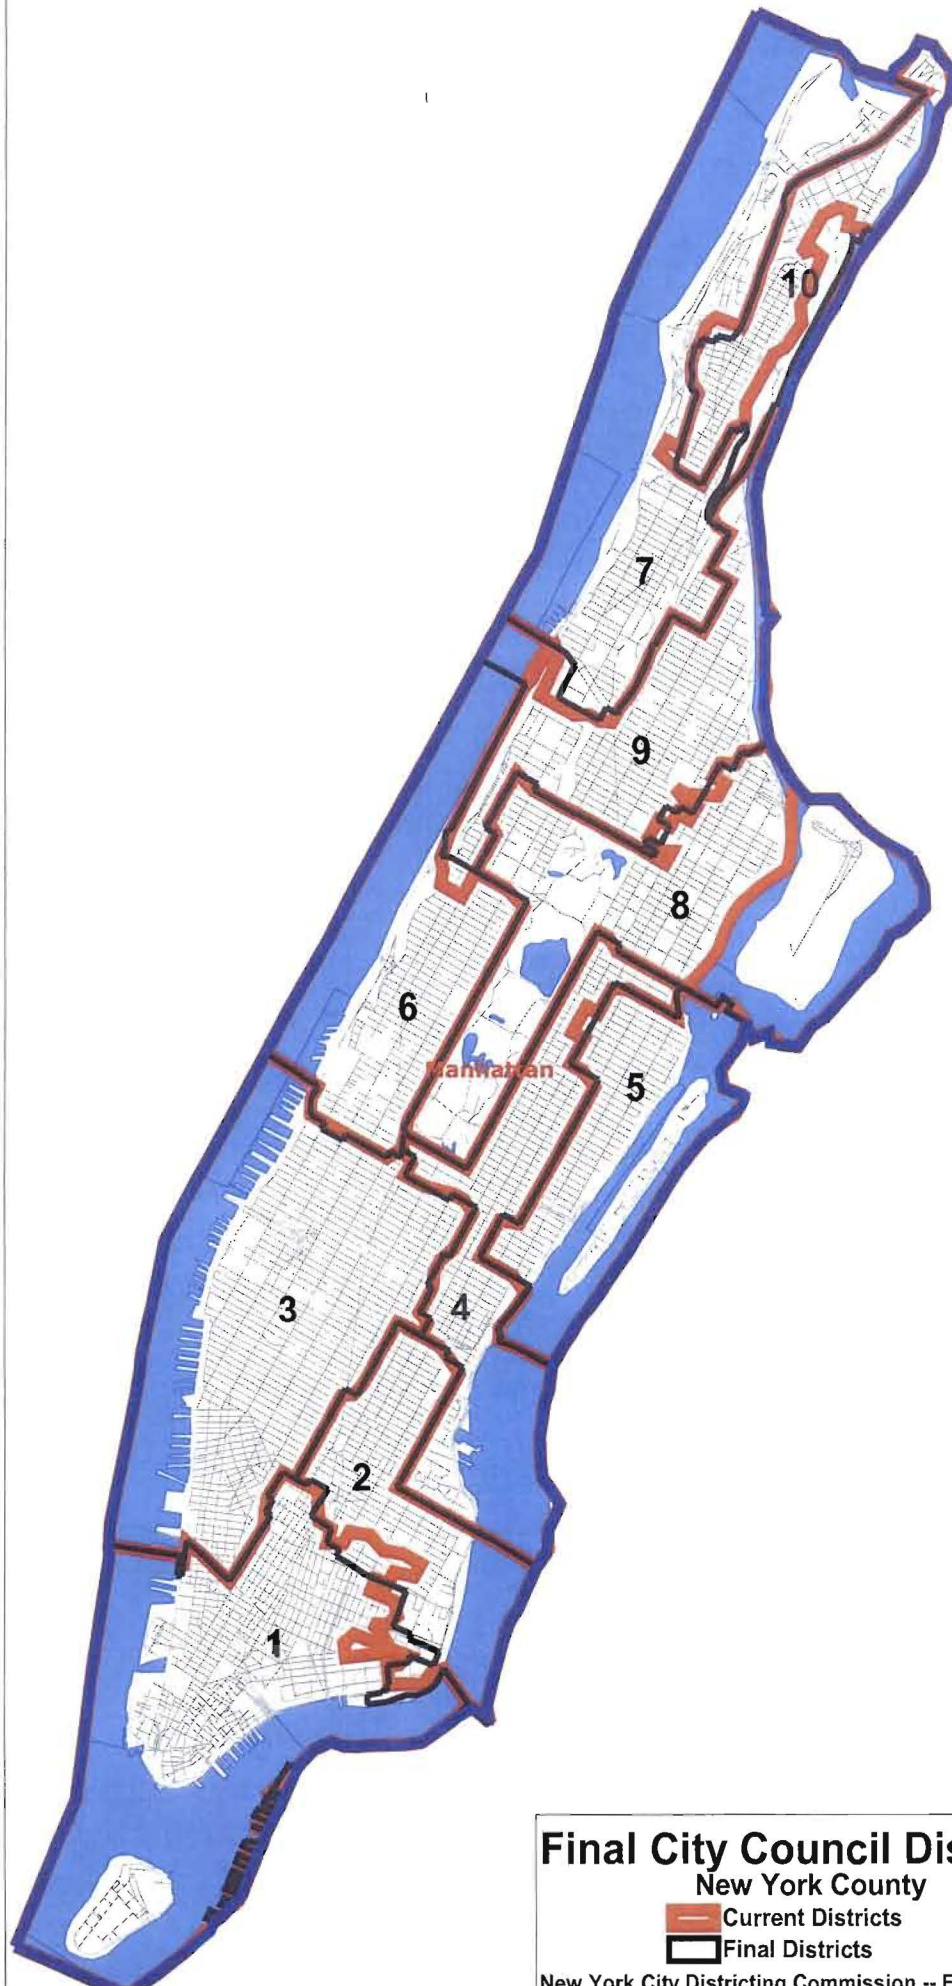 10
7
9
8
6
Manhattan
5
3
4
2
1
Final City Council Dis
New York County
Current Districts
Final Districts
New York City Districting Commission -- F